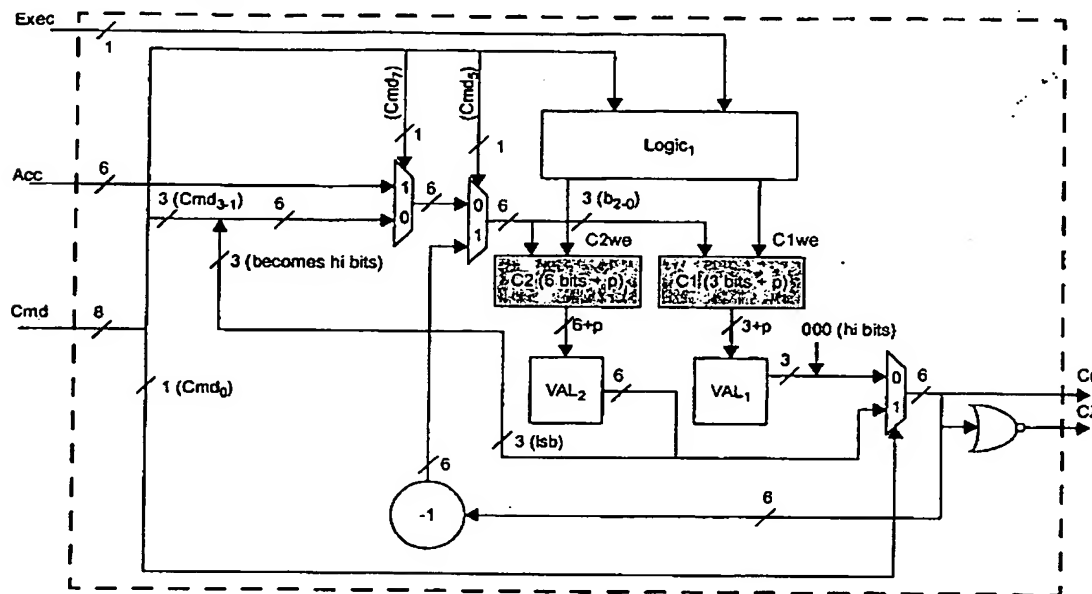 Exec
1
(Cmd7)
(Cmd5)
1
1
Logic1
Acc
6
1
0
6
0
1
6
3 (Cmd3-1)
6
3 (b2-0)
C2we
C1we
3 (becomes hi bits)
C2 (6 bits + p)
C1 (3 bits + p)
Cmd
8
6+p
3+p
000 (hi bits)
1 (Cmd0)
VAL2
6
VAL1
3
0
1
6
3 (lsb)
6
-1
6